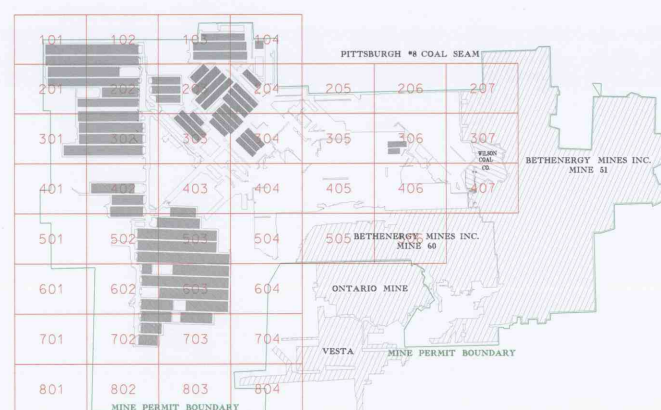 101 102 103 104
PITTSBURGH #8 COAL SEAM
201 202 203 204 205 206 207
301 302 303 304 305 306 307
WILSON
COAL
CO.
BETHENERGY MINES INC.
MINE 51
401 402 403 404 405 406 407
501 502 503 504 505 506
BETHENERGY MINES INC.
MINE 60
601 602 603 604
ONTARIO MINE
701 702 703 704
VESTA
MINE PERMIT BOUNDARY
801 802 803 804
MINE PERMIT BOUNDARY